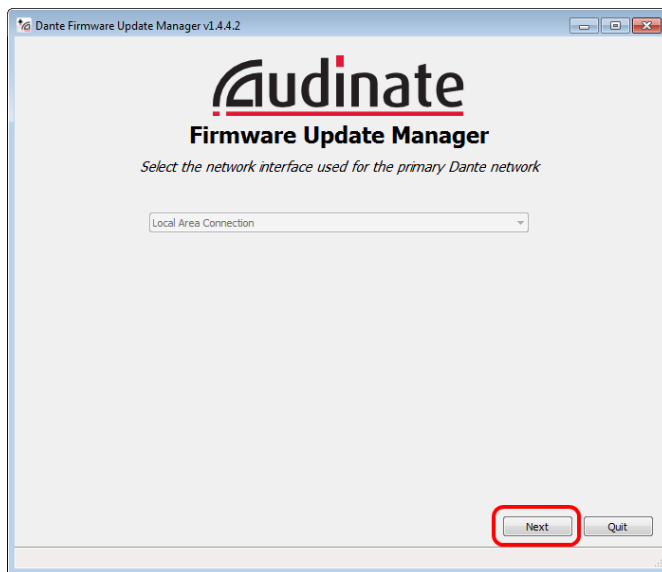 Dante Firmware Update Manager v1.4.4.2
Audinate
Firmware Update Manager
Select the network interface used for the primary Dante network
Local Area Connection
Next
Quit